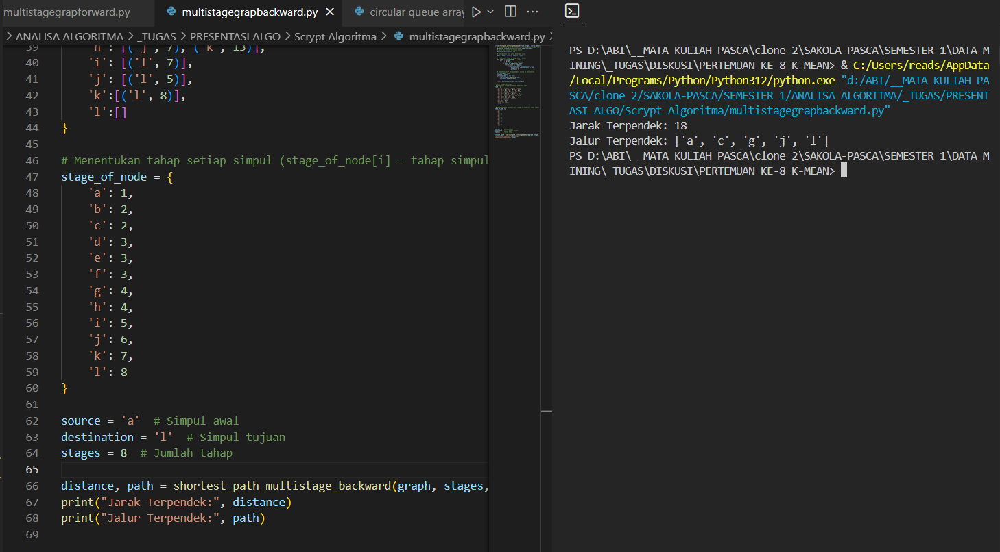 multistagegrapforward.py
multistagegrapbackward.py
circular queue array
ANALISA ALGORITMA > _TUGAS > PRESENTASI ALGO > Scrypt Algoritma > multistagegrapbackward.py >
39 'h': [('j', 7), ('k', 13)],
40 'i': [('l', 7)],
41 'j': [('l', 5)],
42 'k':[('l', 8)],
43 'l':[]
44 }
45
46 # Menentukan tahap setiap simpul (stage_of_node[i] = tahap simpul
47 stage_of_node = {
48 'a': 1,
49 'b': 2,
50 'c': 2,
51 'd': 3,
52 'e': 3,
53 'f': 3,
54 'g': 4,
55 'h': 4,
56 'i': 5,
57 'j': 6,
58 'k': 7,
59 'l': 8
60 }
61
62 source = 'a'  # Simpul awal
63 destination = 'l'  # Simpul tujuan
64 stages = 8  # Jumlah tahap
65
66 distance, path = shortest_path_multistage_backward(graph, stages,
67 print("Jarak Terpendek:", distance)
68 print("Jalur Terpendek:", path)
69
PS D:\ABI\__MATA KULIAH PASCA\clone 2\SAKOLA-PASCA\SEMESTER 1\DATA M
INING\_TUGAS\DISKUSI\PERTEMUAN KE-8 K-MEAN> & C:/Users/reads/AppData
/Local/Programs/Python/Python312/python.exe "d:/ABI/__MATA KULIAH PA
SCA/clone 2/SAKOLA-PASCA/SEMESTER 1/ANALISA ALGORITMA/_TUGAS/PRESENT
ASI ALGO/Scrypt Algoritma/multistagegrapbackward.py"
Jarak Terpendek: 18
Jalur Terpendek: ['a', 'c', 'g', 'j', 'l']
PS D:\ABI\__MATA KULIAH PASCA\clone 2\SAKOLA-PASCA\SEMESTER 1\DATA M
INING\_TUGAS\DISKUSI\PERTEMUAN KE-8 K-MEAN>